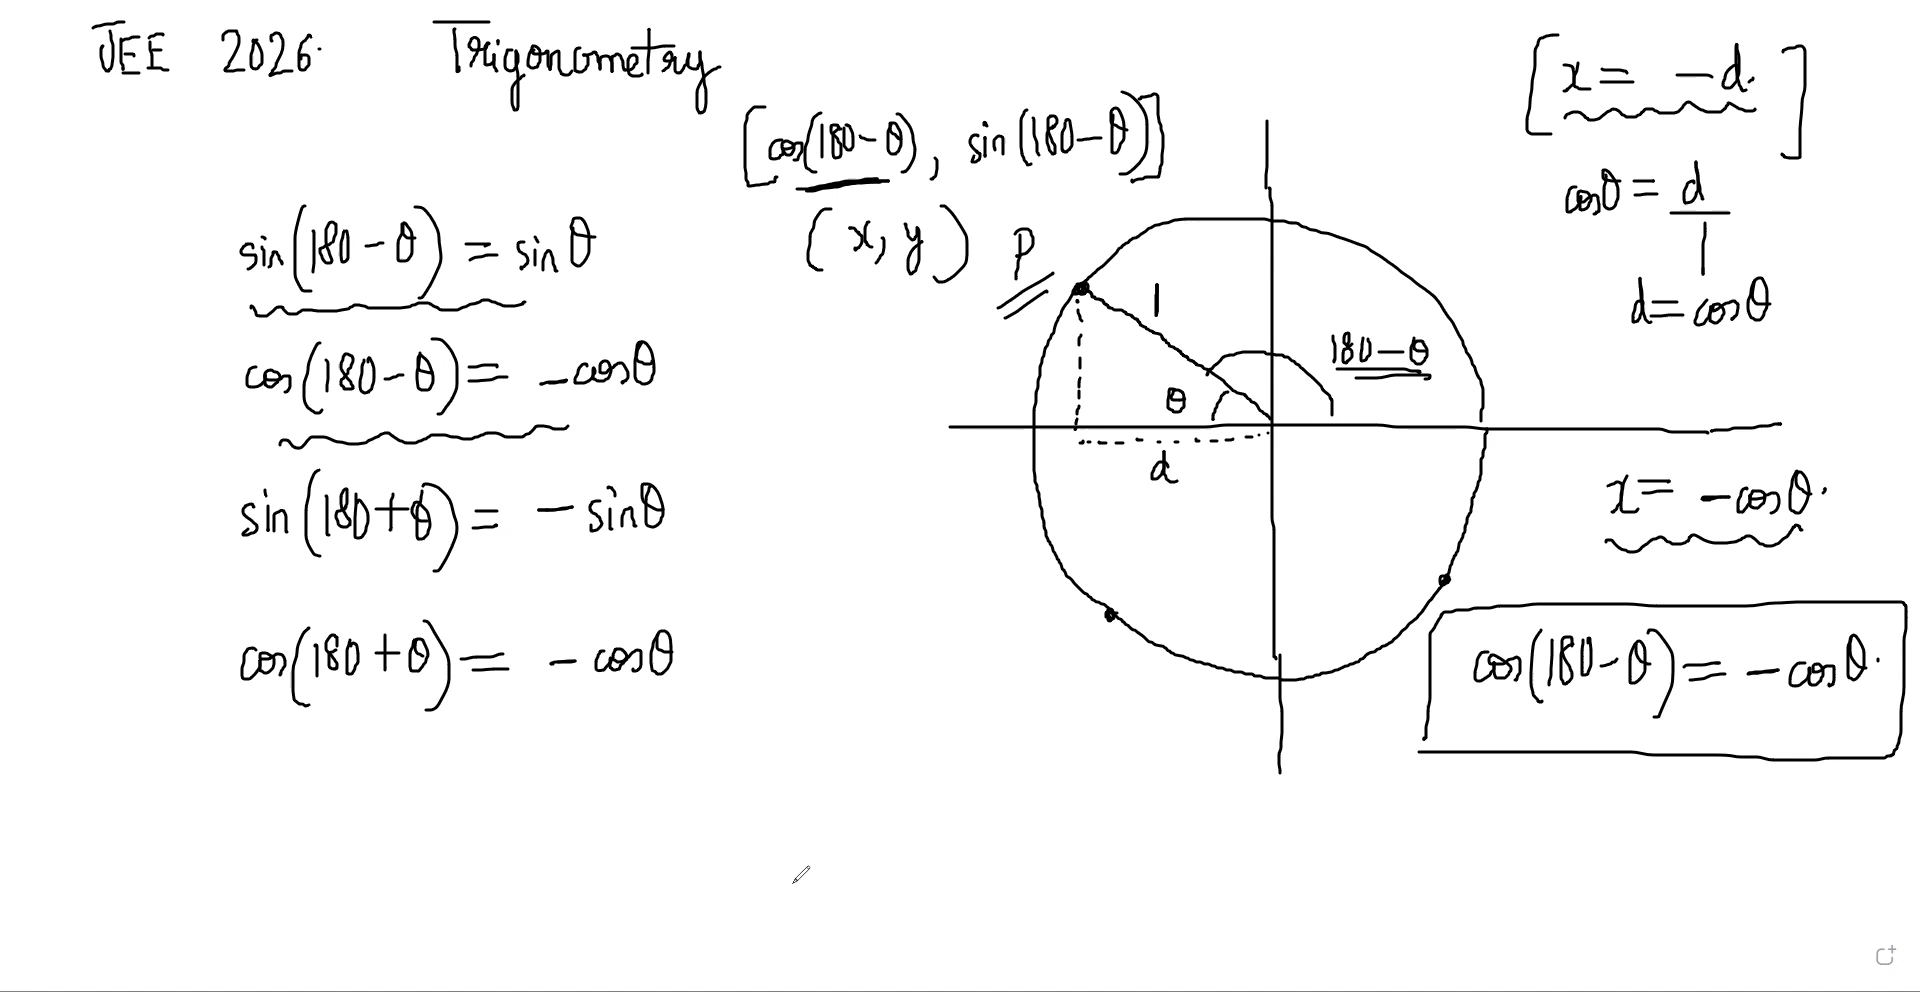 JEE 2026. Trigonometry
[x = -d.]
[cos(180-θ), sin(180-θ)]
cosθ = d/1
(x, y) P
sin(180-θ) = sinθ
1
d = cosθ
180-θ
cos(180-θ) = -cosθ
θ
d
x = -cosθ.
sin(180+θ) = -sinθ
cos(180+θ) = -cosθ
cos(180-θ) = -cosθ.